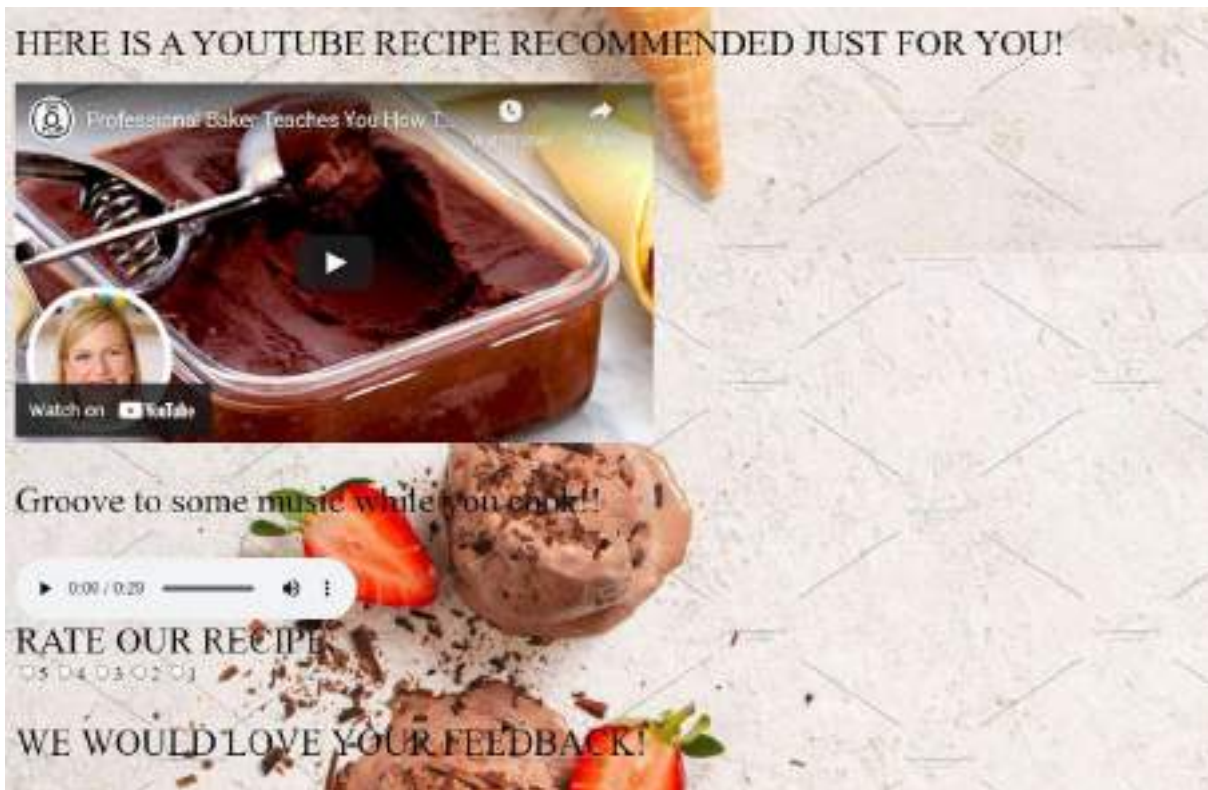 HERE IS A YOUTUBE RECIPE RECOMMENDED JUST FOR YOU!
Professional Baker Teaches You How T...
Watch on YouTube
Groove to some music while you cook!!
0:00 / 0:29
RATE OUR RECIPE
5 4 3 2 1
WE WOULD LOVE YOUR FEEDBACK!